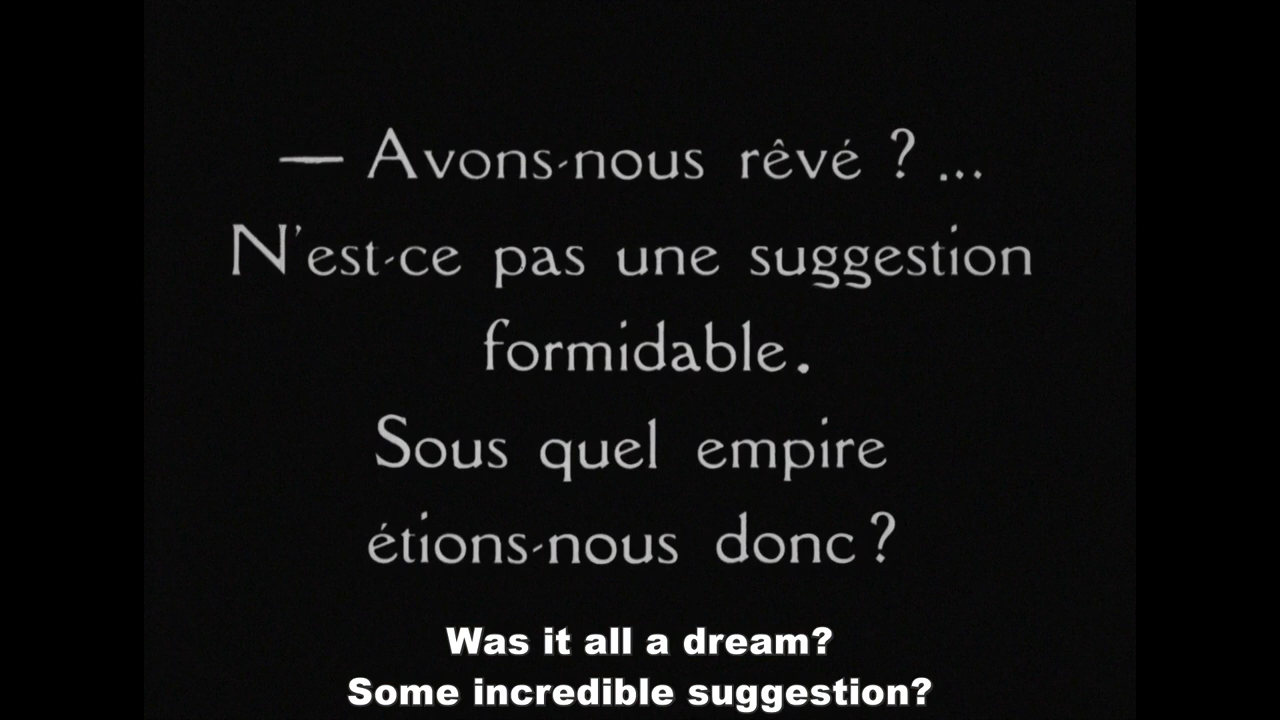 — Avons-nous rêvé ? ...
N'est-ce pas une suggestion
formidable.
Sous quel empire
étions-nous donc ?
Was it all a dream?
Some incredible suggestion?